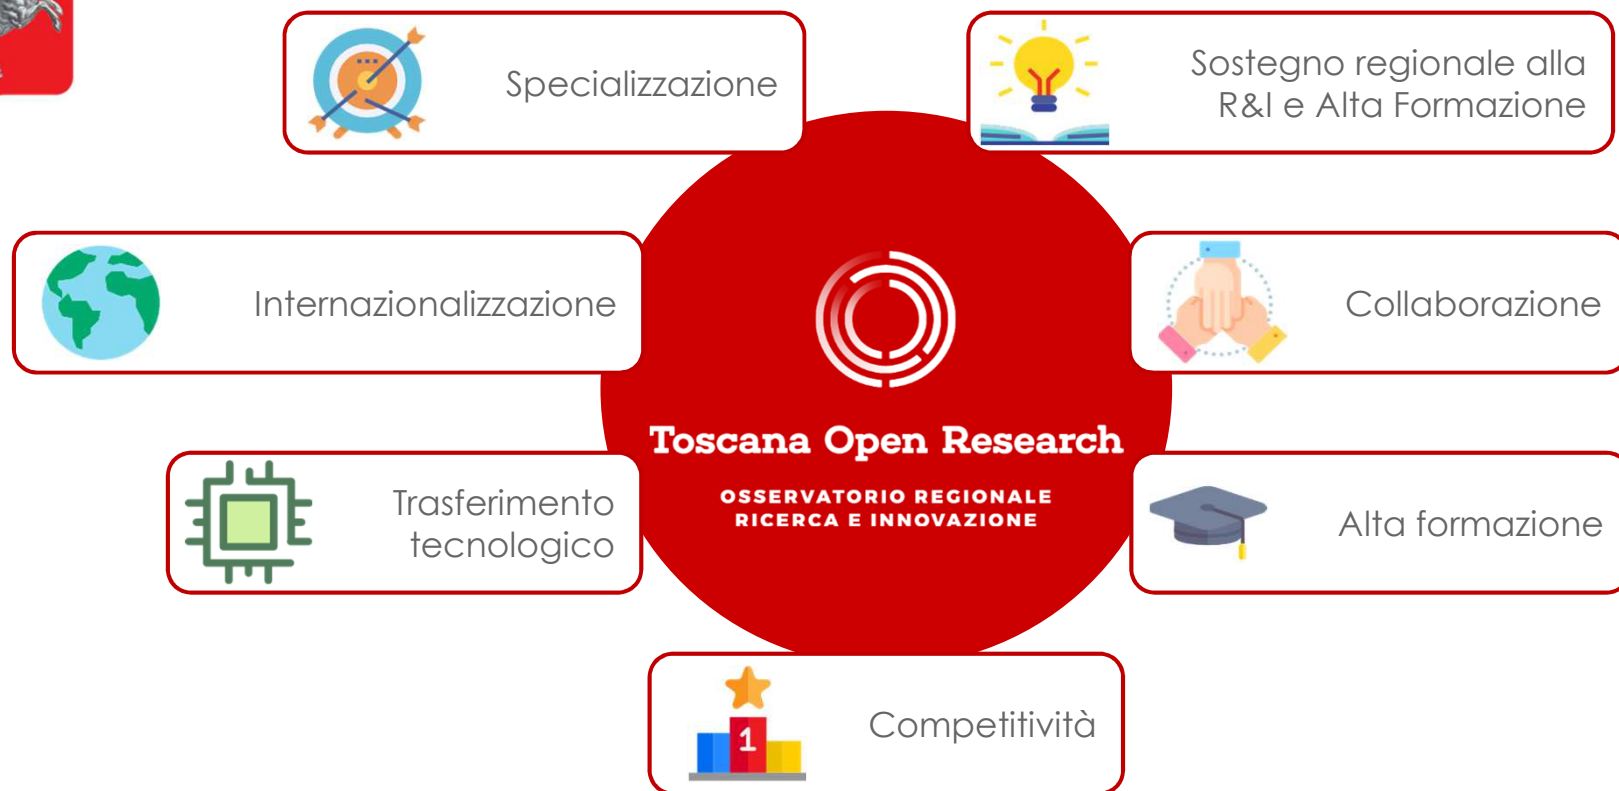 Specializzazione
Sostegno regionale alla
R&I e Alta Formazione
Internazionalizzazione
Collaborazione
Toscana Open Research
OSSERVATORIO REGIONALE
RICERCA E INNOVAZIONE
Trasferimento
tecnologico
Alta formazione
1
Competitività